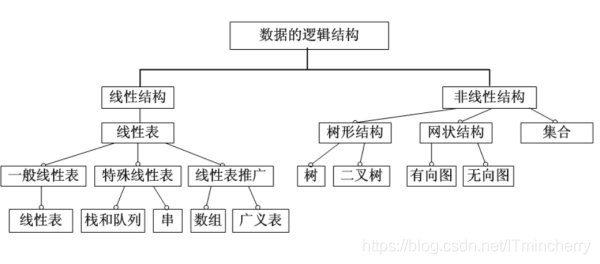 数据的逻辑结构
线性结构
非线性结构
线性表
树形结构
网状结构
集合
一般线性表
特殊线性表
线性表推广
树
二叉树
有向图
无向图
线性表
栈和队列
串
数组
广义表
https://blog.csdn.net/ITmincherry